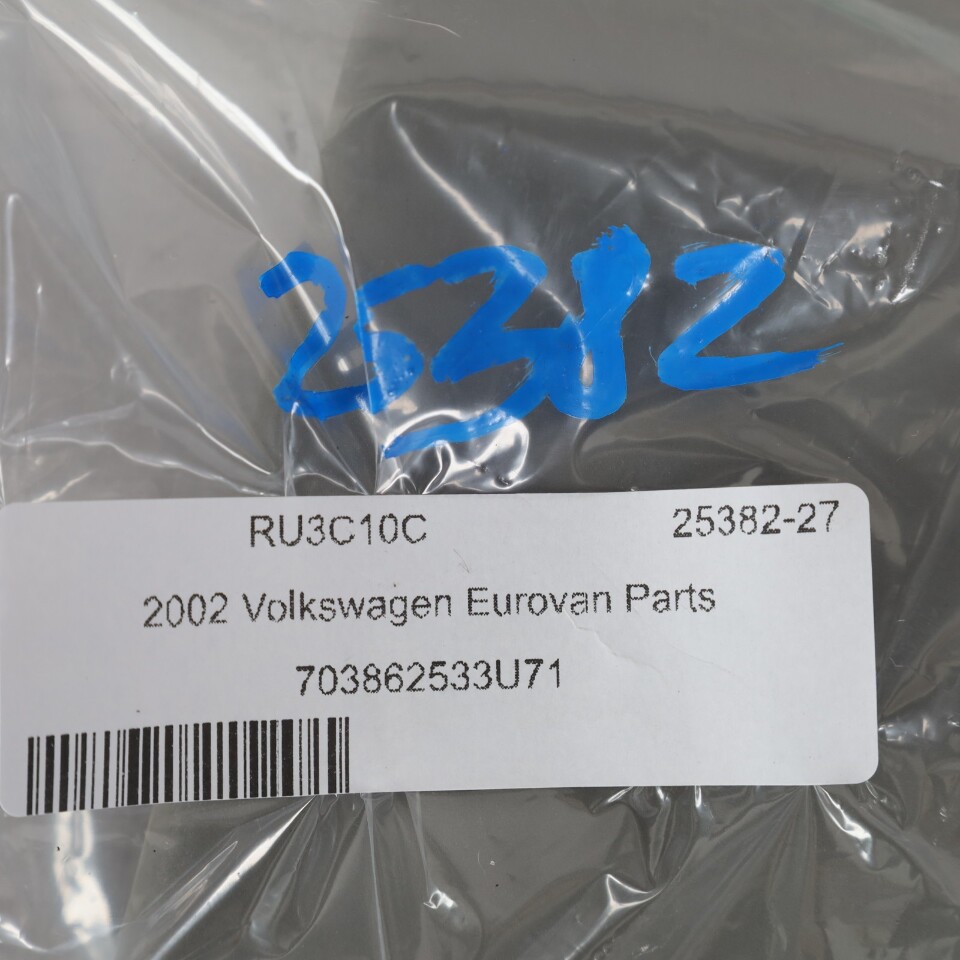 25382
RU3C10C 25382-27
2002 Volkswagen Eurovan Parts
703862533U71